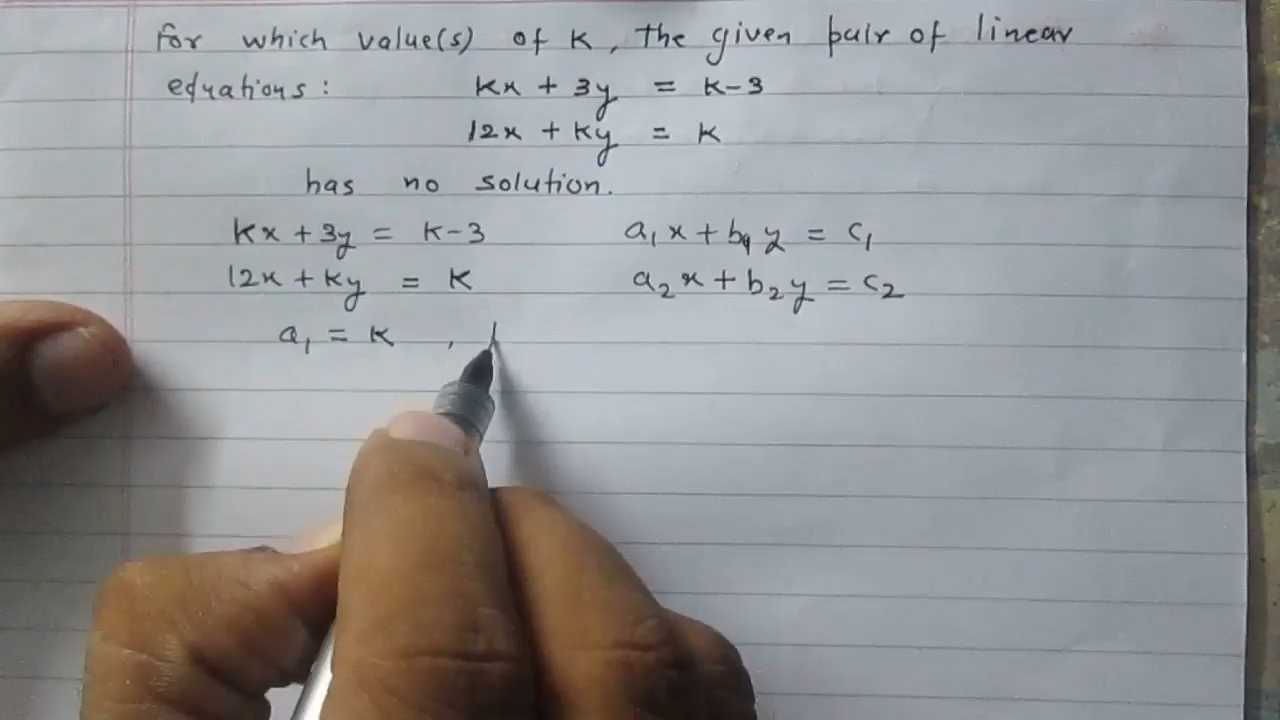 for which value(s) of K, the given pair of linear
equations: Kx + 3y = K-3
12x + Ky = K
has no solution.
Kx + 3y = K-3 a₁x + b₁y = c₁
12x + Ky = K a₂x + b₂y = c₂
a₁ = K ,